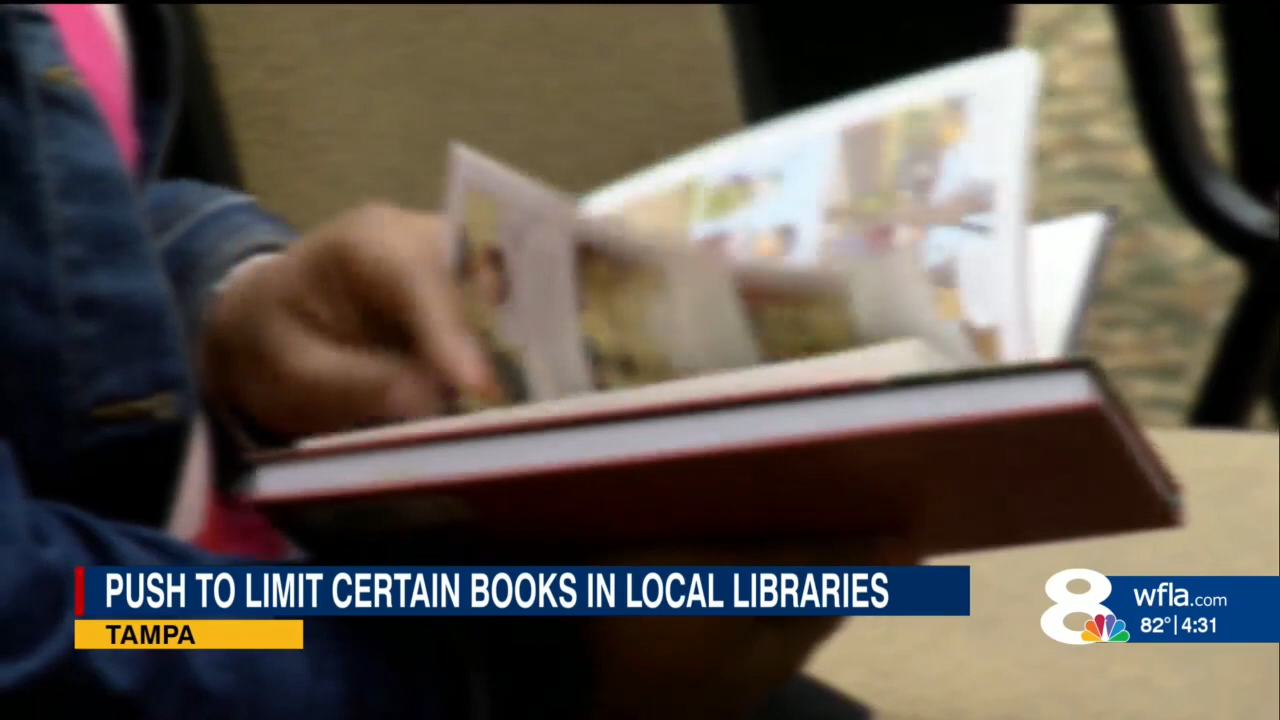 PUSH TO LIMIT CERTAIN BOOKS IN LOCAL LIBRARIES
TAMPA
8
wfla.com
82°|4:31